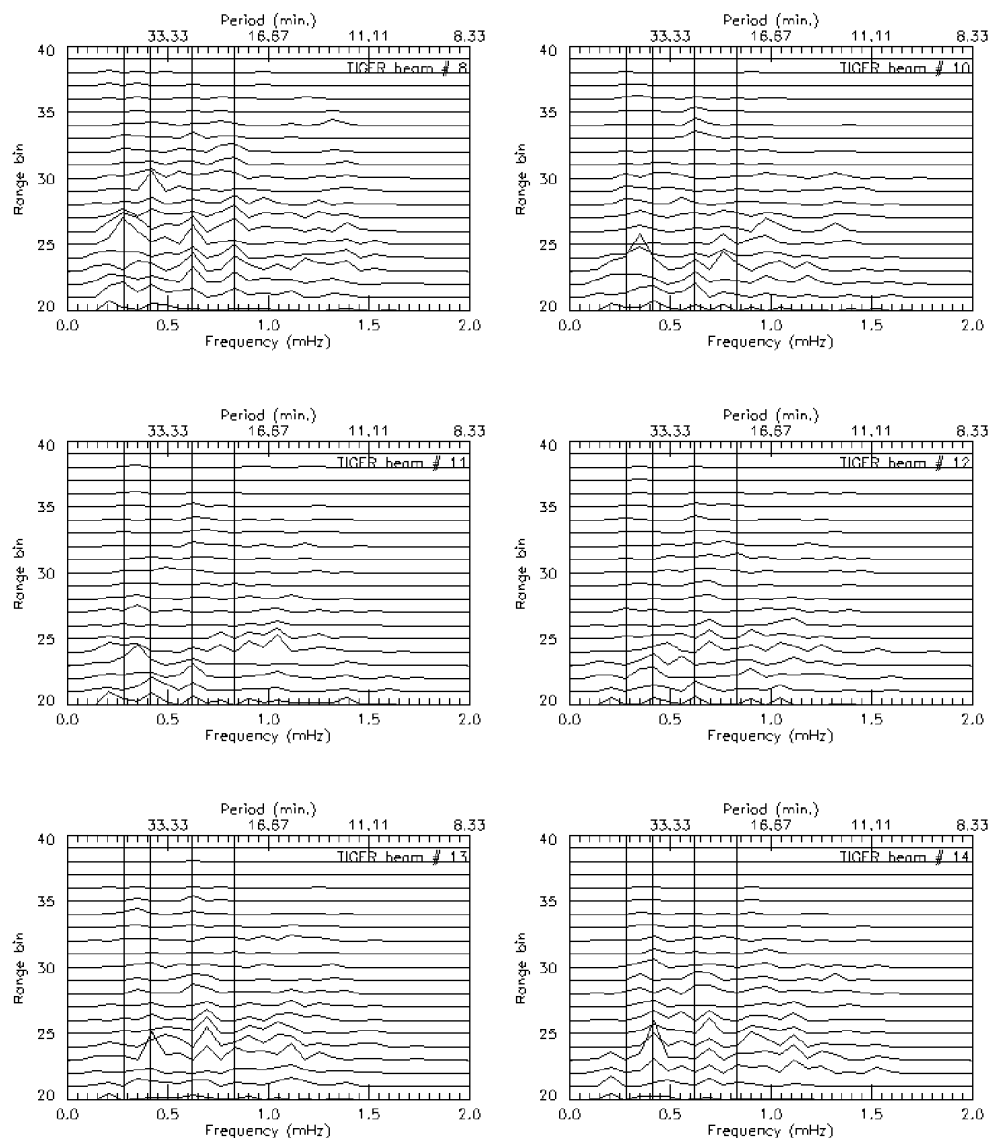 Period (min.)
33.33 16.67 11.11 8.33
40
TIGER beam # 8
35
Range bin
30
25
20
0.0 0.5 1.0 1.5 2.0
Frequency (mHz)
Period (min.)
33.33 16.67 11.11 8.33
40
TIGER beam # 10
35
Range bin
30
25
20
0.0 0.5 1.0 1.5 2.0
Frequency (mHz)
Period (min.)
33.33 16.67 11.11 8.33
40
TIGER beam # 11
35
Range bin
30
25
20
0.0 0.5 1.0 1.5 2.0
Frequency (mHz)
Period (min.)
33.33 16.67 11.11 8.33
40
TIGER beam # 12
35
Range bin
30
25
20
0.0 0.5 1.0 1.5 2.0
Frequency (mHz)
Period (min.)
33.33 16.67 11.11 8.33
40
TIGER beam # 13
35
Range bin
30
25
20
0.0 0.5 1.0 1.5 2.0
Frequency (mHz)
Period (min.)
33.33 16.67 11.11 8.33
40
TIGER beam # 14
35
Range bin
30
25
20
0.0 0.5 1.0 1.5 2.0
Frequency (mHz)